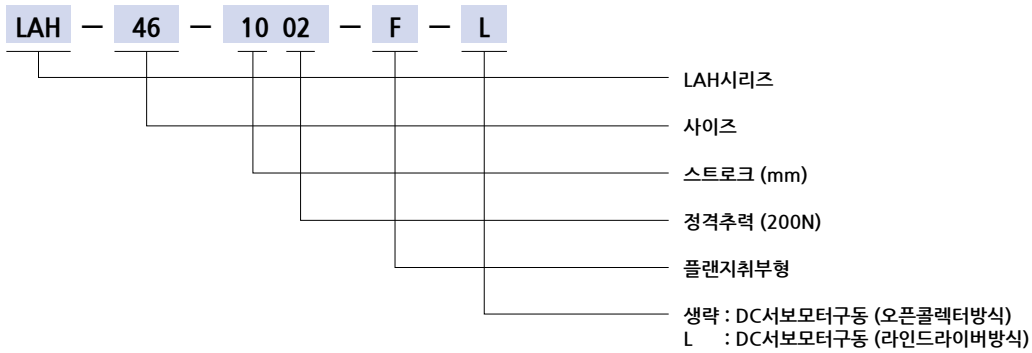 LAH — 46 — 10 02 — F — L
LAH시리즈
사이즈
스트로크 (mm)
정격추력 (200N)
플랜지취부형
생략 : DC서보모터구동 (오픈콜렉터방식)
L : DC서보모터구동 (라인드라이버방식)